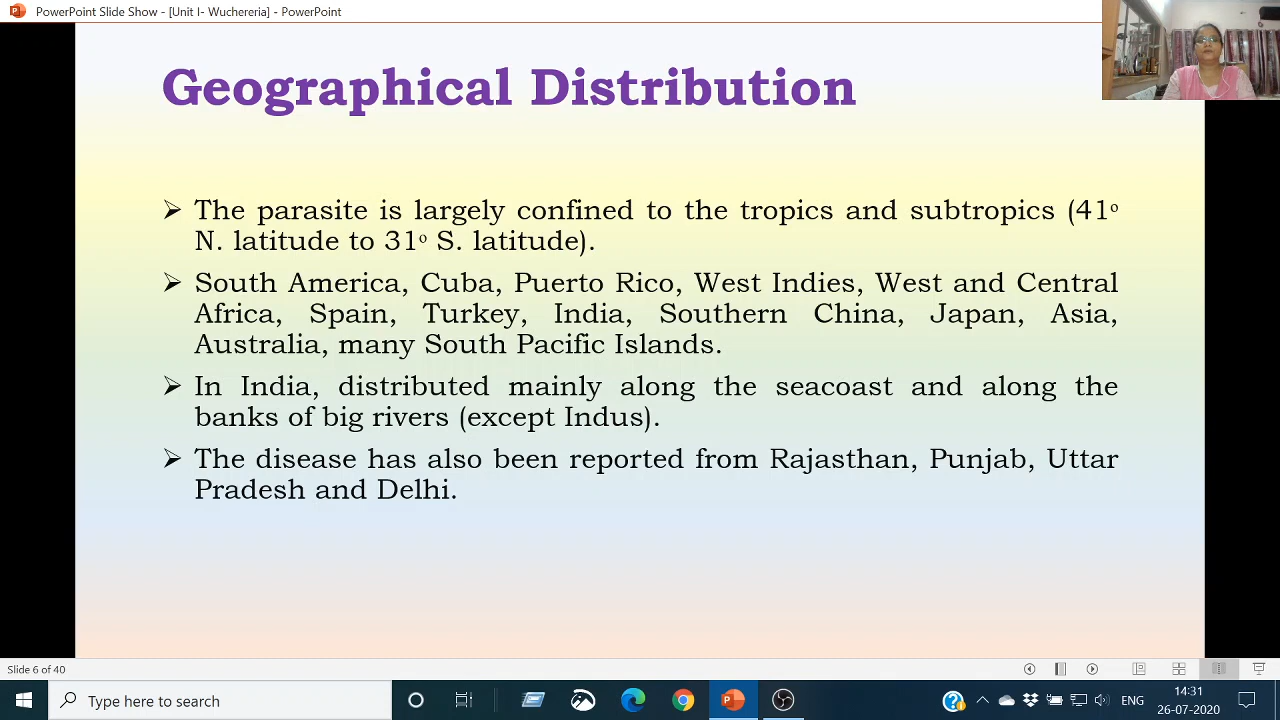 PowerPoint Slide Show - [Unit I- Wuchereria] - PowerPoint
Geographical Distribution
➢ The parasite is largely confined to the tropics and subtropics (41º
N. latitude to 31º S. latitude).
➢ South America, Cuba, Puerto Rico, West Indies, West and Central
Africa, Spain, Turkey, India, Southern China, Japan, Asia,
Australia, many South Pacific Islands.
➢ In India, distributed mainly along the seacoast and along the
banks of big rivers (except Indus).
➢ The disease has also been reported from Rajasthan, Punjab, Uttar
Pradesh and Delhi.
Slide 6 of 40
Type here to search
ENG
14:31
26-07-2020